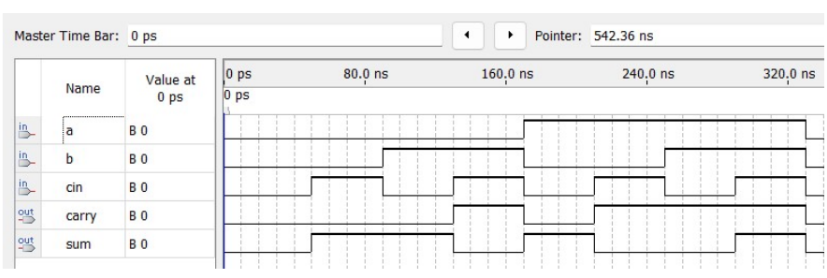 Master Time Bar: 0 ps Pointer: 542.36 ns
Name Value at 0 ps 0 ps 80.0 ns 160.0 ns 240.0 ns 320.0 ns
0 ps
in a B 0
in b B 0
in cin B 0
out carry B 0
out sum B 0